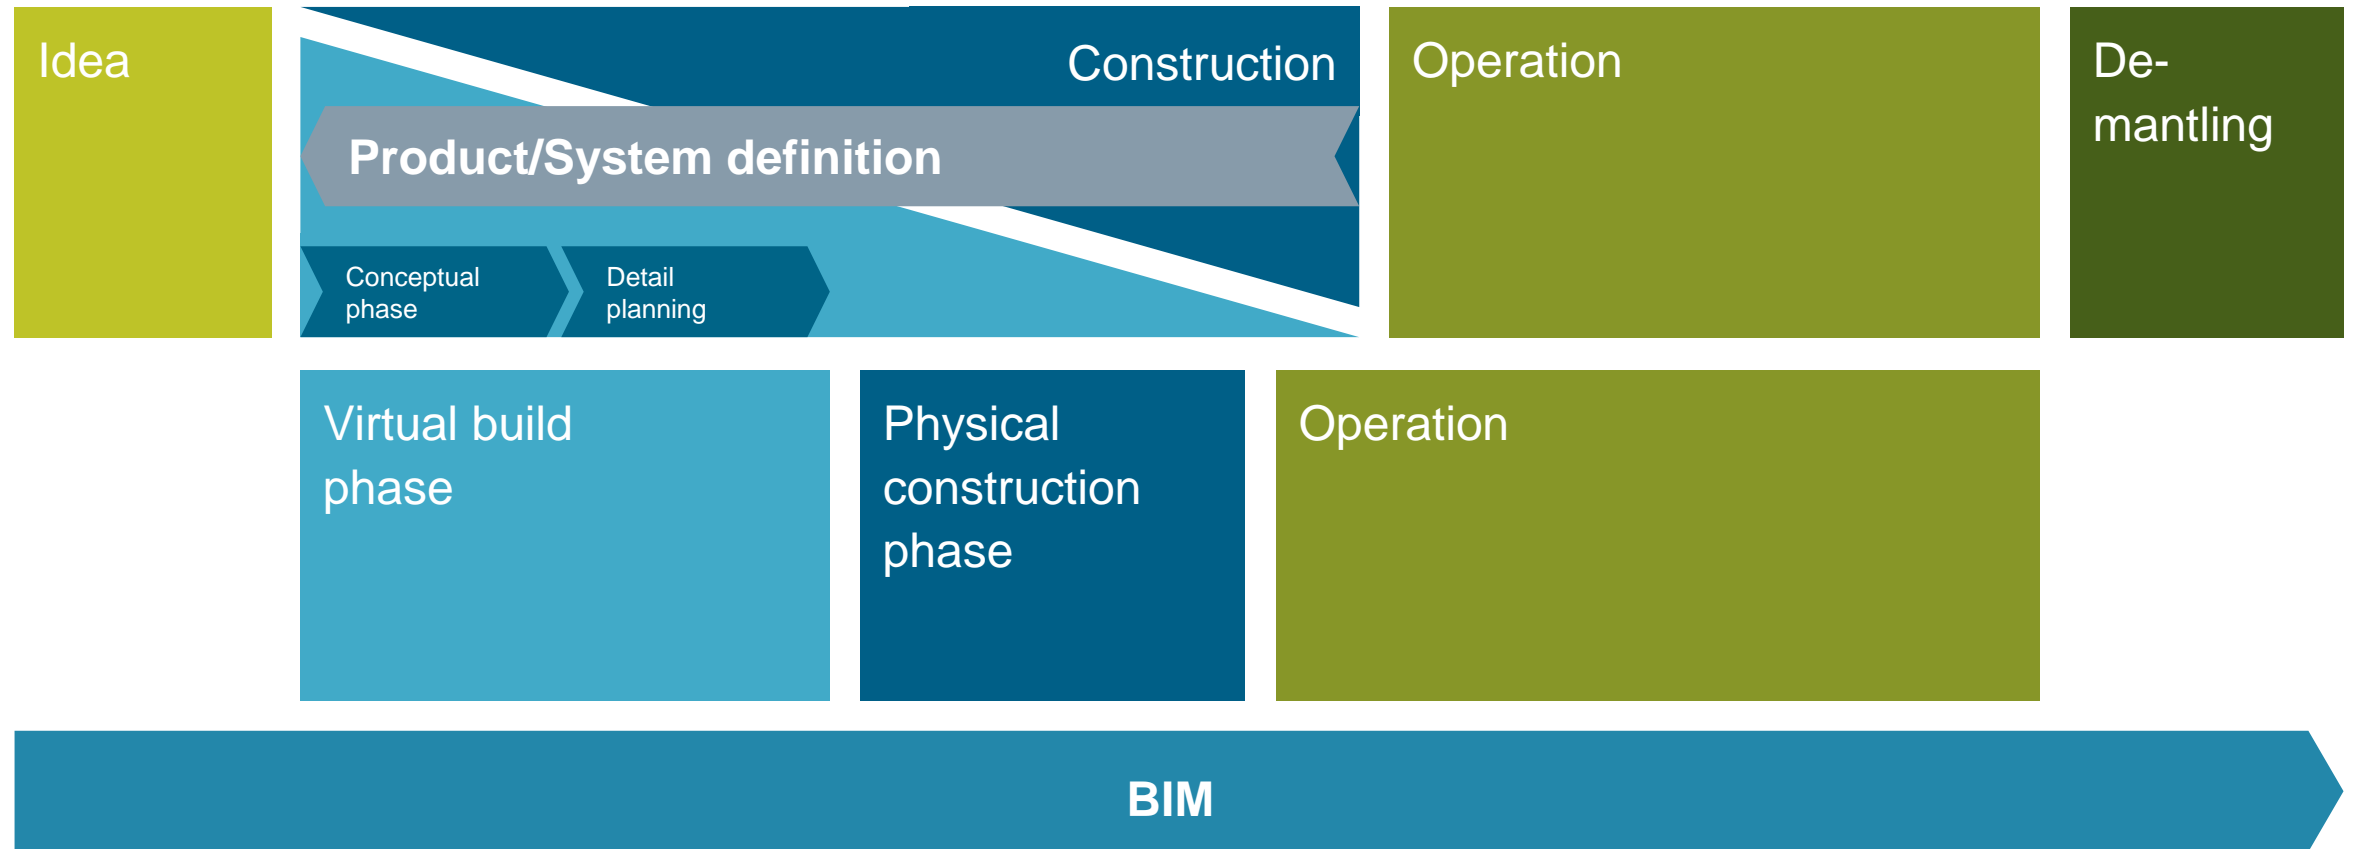 Idea
Construction
Operation
De-
mantling
Product/System definition
Conceptual
phase
Detail
planning
Virtual build
phase
Physical
construction
phase
Operation
BIM